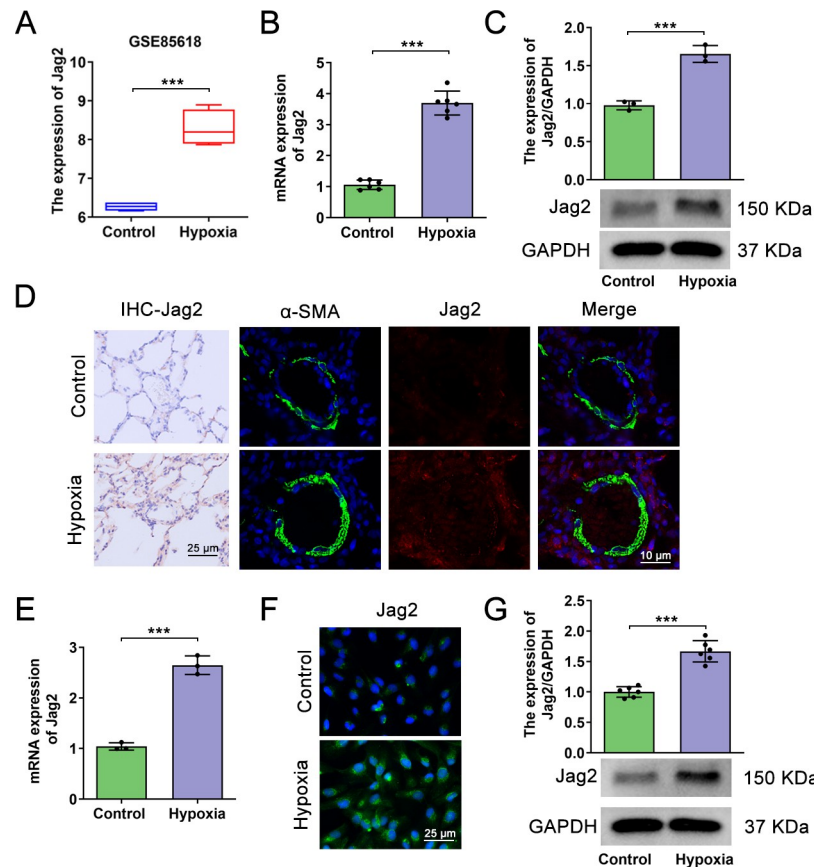 A
GSE85618
The expression of Jag2
9
8
7
6
***
Control
Hypoxia
B
mRNA expression
of Jag2
5
4
3
2
1
0
***
Control
Hypoxia
C
The expression of
Jag2/GAPDH
2.0
1.5
1.0
0.5
0.0
***
Jag2
150 KDa
GAPDH
37 KDa
Control
Hypoxia
D
IHC-Jag2
α-SMA
Jag2
Merge
Control
Hypoxia
25 μm
10 μm
E
mRNA expression
of Jag2
3
2
1
0
***
Control
Hypoxia
F
Jag2
Control
Hypoxia
25 μm
G
The expression of
Jag2/GAPDH
2.0
1.5
1.0
0.5
0.0
***
Jag2
150 KDa
GAPDH
37 KDa
Control
Hypoxia